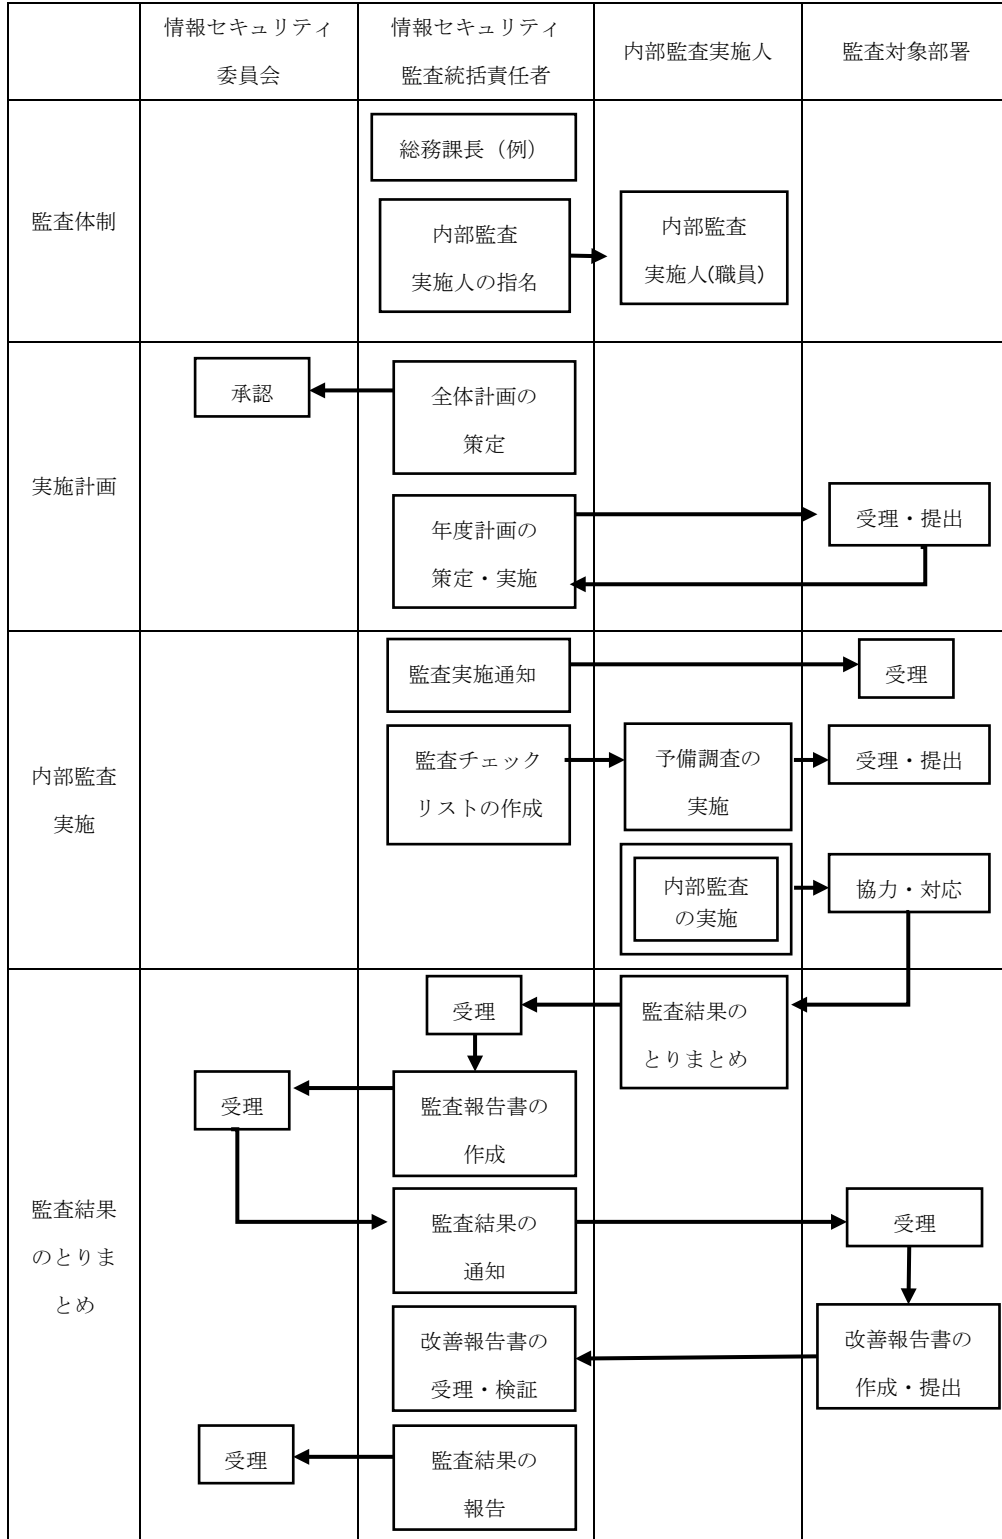 情報セキュリティ
委員会
情報セキュリティ
監査統括責任者
内部監査実施人
監査対象部署
監査体制
総務課長（例）
内部監査
実施人の指名
内部監査
実施人(職員)
実施計画
承認
全体計画の
策定
年度計画の
策定・実施
受理・提出
内部監査
実施
監査実施通知
受理
監査チェック
リストの作成
予備調査の
実施
受理・提出
内部監査
の実施
協力・対応
監査結果
のとりま
とめ
受理
監査結果の
とりまとめ
受理
監査報告書の
作成
監査結果の
通知
受理
改善報告書の
受理・検証
改善報告書の
作成・提出
受理
監査結果の
報告